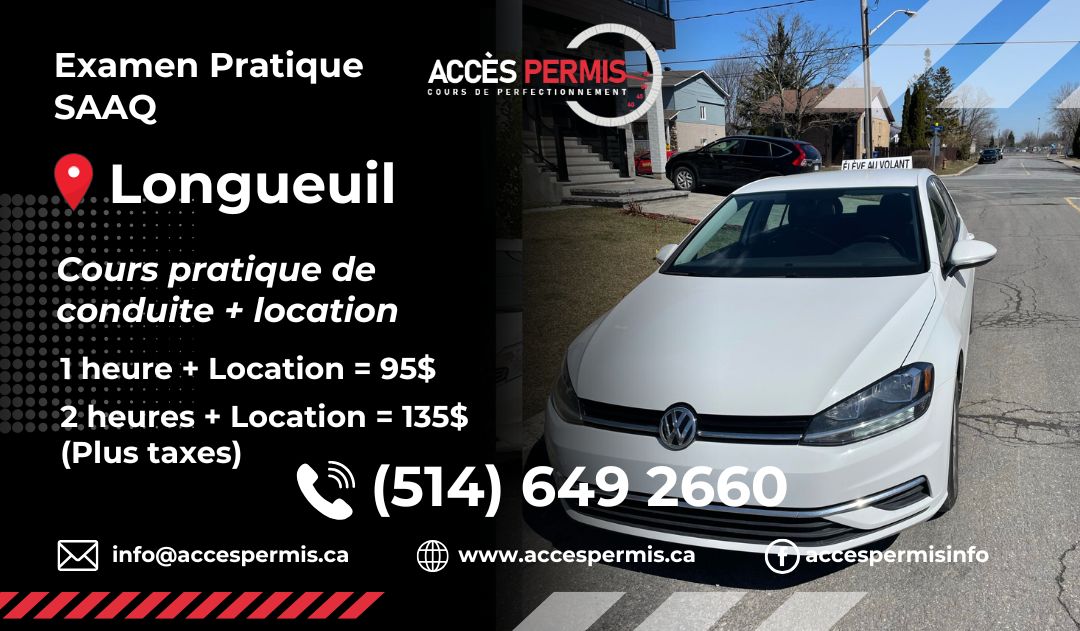 Examen Pratique
SAAQ
ACCÈS PERMIS
COURS DE PERFECTIONNEMENT
Longueuil
ÉLÈVE AU VOLANT
Cours pratique de
conduite + location
1 heure + Location = 95$
2 heures + Location = 135$
(Plus taxes)
(514) 649 2660
info@accespermis.ca
www.accespermis.ca
accespermisinfo